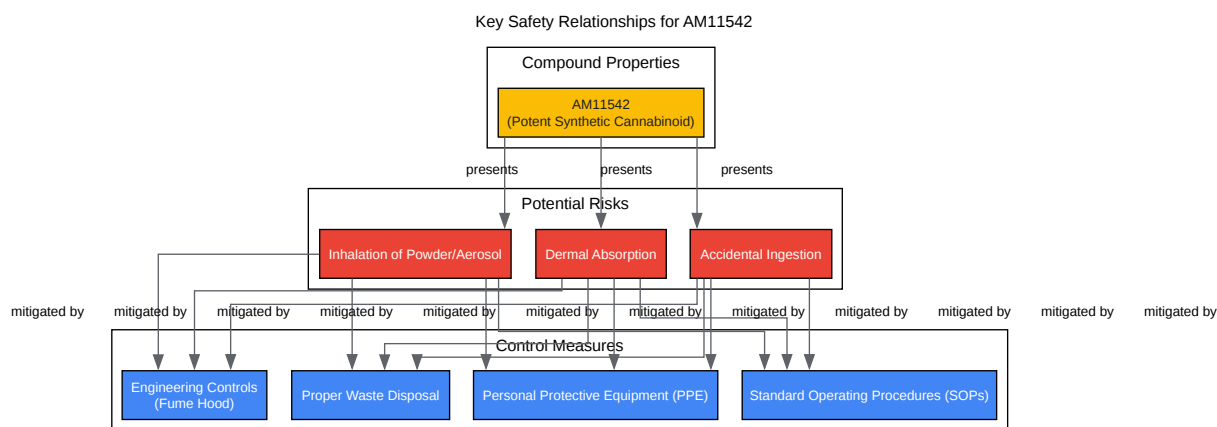 Key Safety Relationships for AM11542
Compound Properties
AM11542
(Potent Synthetic Cannabinoid)
presents
presents
presents
Potential Risks
Inhalation of Powder/Aerosol
Dermal Absorption
Accidental Ingestion
mitigated by
mitigated by
mitigated by
mitigated by
mitigated by
mitigated by
mitigated by
mitigated by
mitigated by
mitigated by
mitigated by
mitigated by
Control Measures
Engineering Controls
(Fume Hood)
Proper Waste Disposal
Personal Protective Equipment (PPE)
Standard Operating Procedures (SOPs)